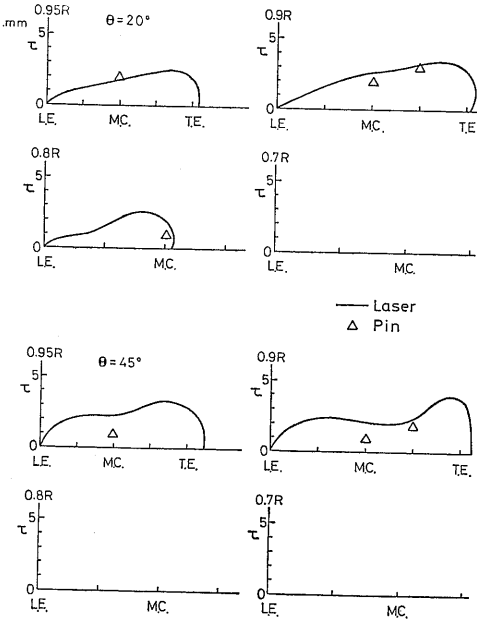 .mm
0.95R
θ=20°
5
τ
0
L.E.
M.C.
T.E.
0.9R
5
τ
0
L.E.
M.C.
T.E
0.8R
5
τ
0
L.E.
M.C.
0.7R
5
τ
0
L.E.
M.C.
Laser
Pin
0.95R
θ=45°
5
τ
0
L.E.
M.C.
T.E.
0.9R
5
τ
0
L.E.
M.C.
T.E.
0.8R
5
τ
0
L.E.
M.C.
0.7R
5
τ
0
L.E.
M.C.